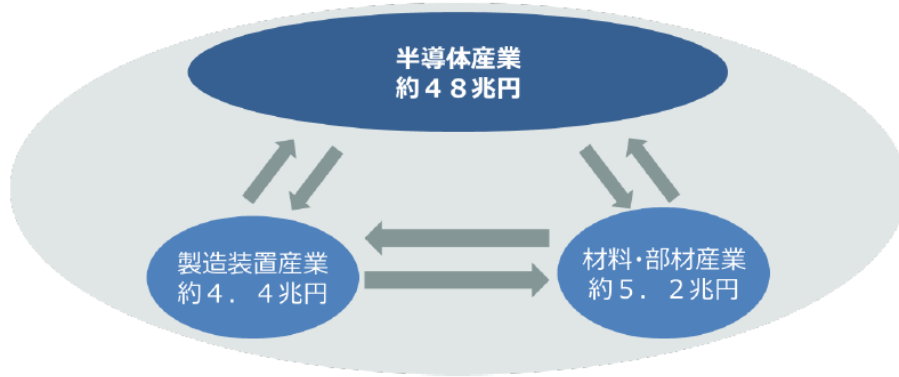 半導体産業
約４８兆円
製造装置産業
約４．４兆円
材料・部材産業
約５．２兆円